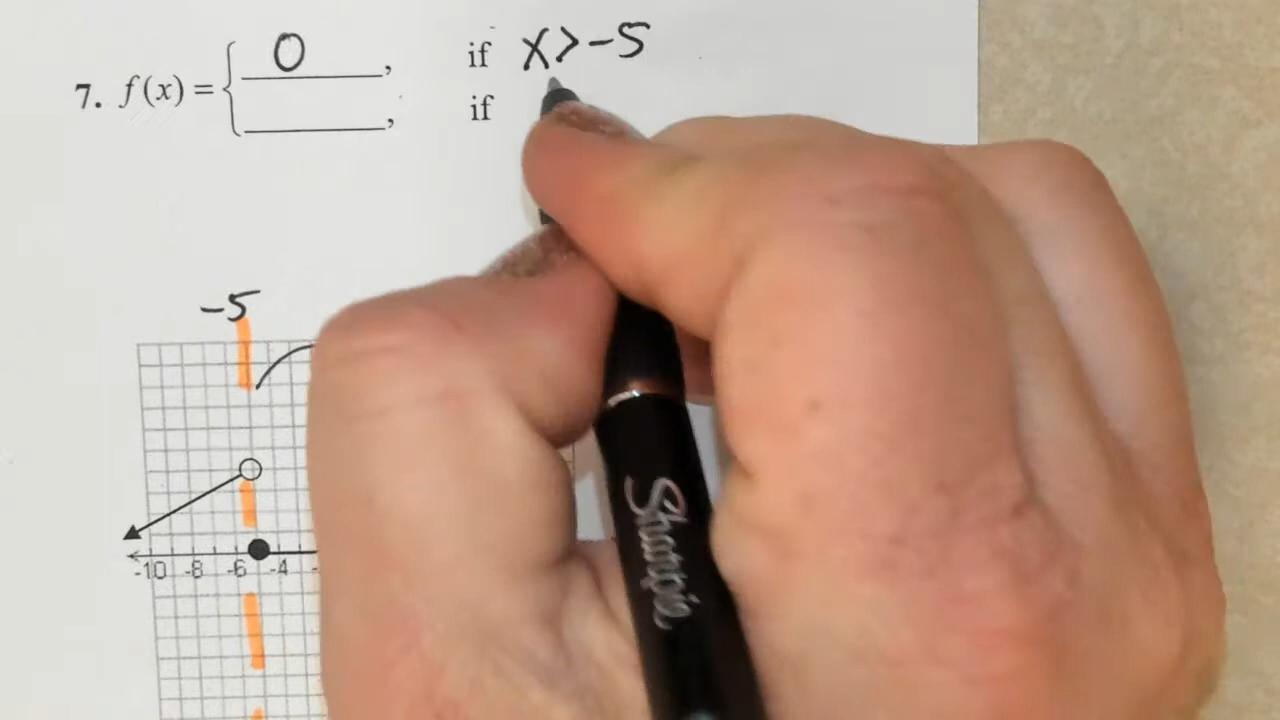 7. f(x) = { 0, if x > -5
, if
-5
-10 -8 -6 -4 -
Sharpie